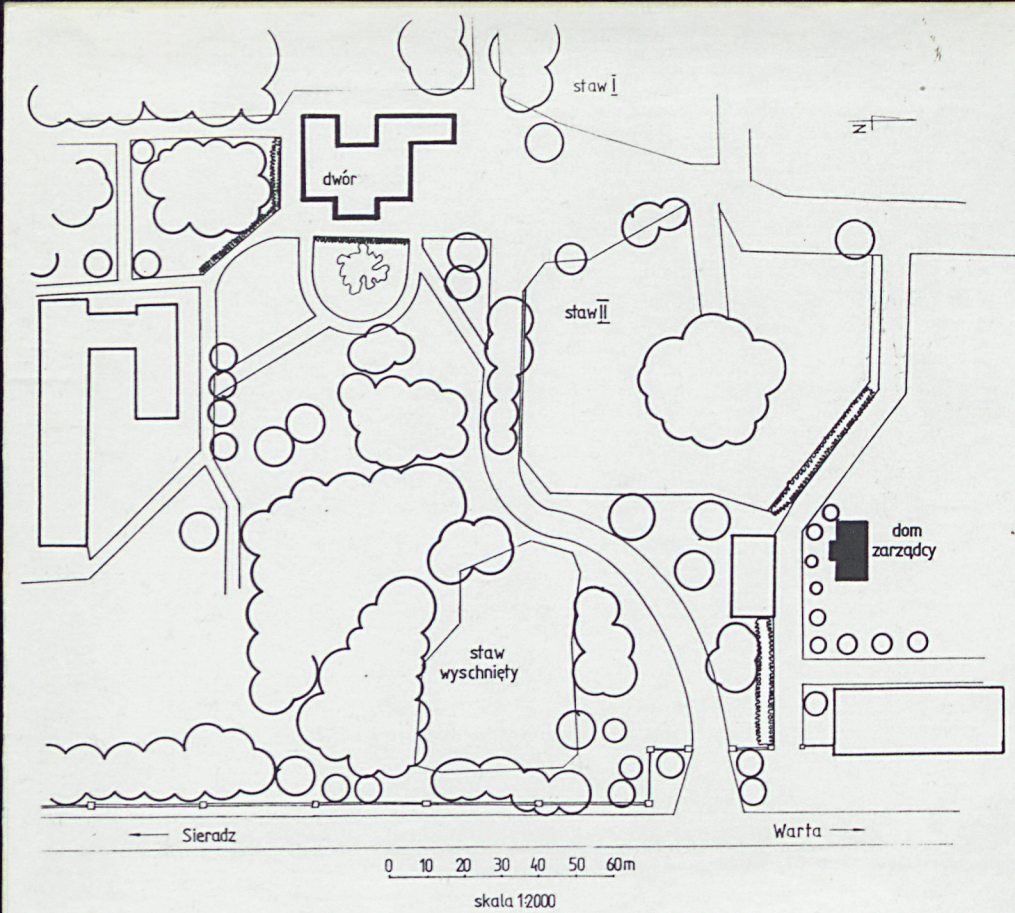 staw I
N
dwór
staw II
dom
zarządcy
staw
wyschnięty
← Sieradz
Warta →
0 10 20 30 40 50 60m
skala 1:2000